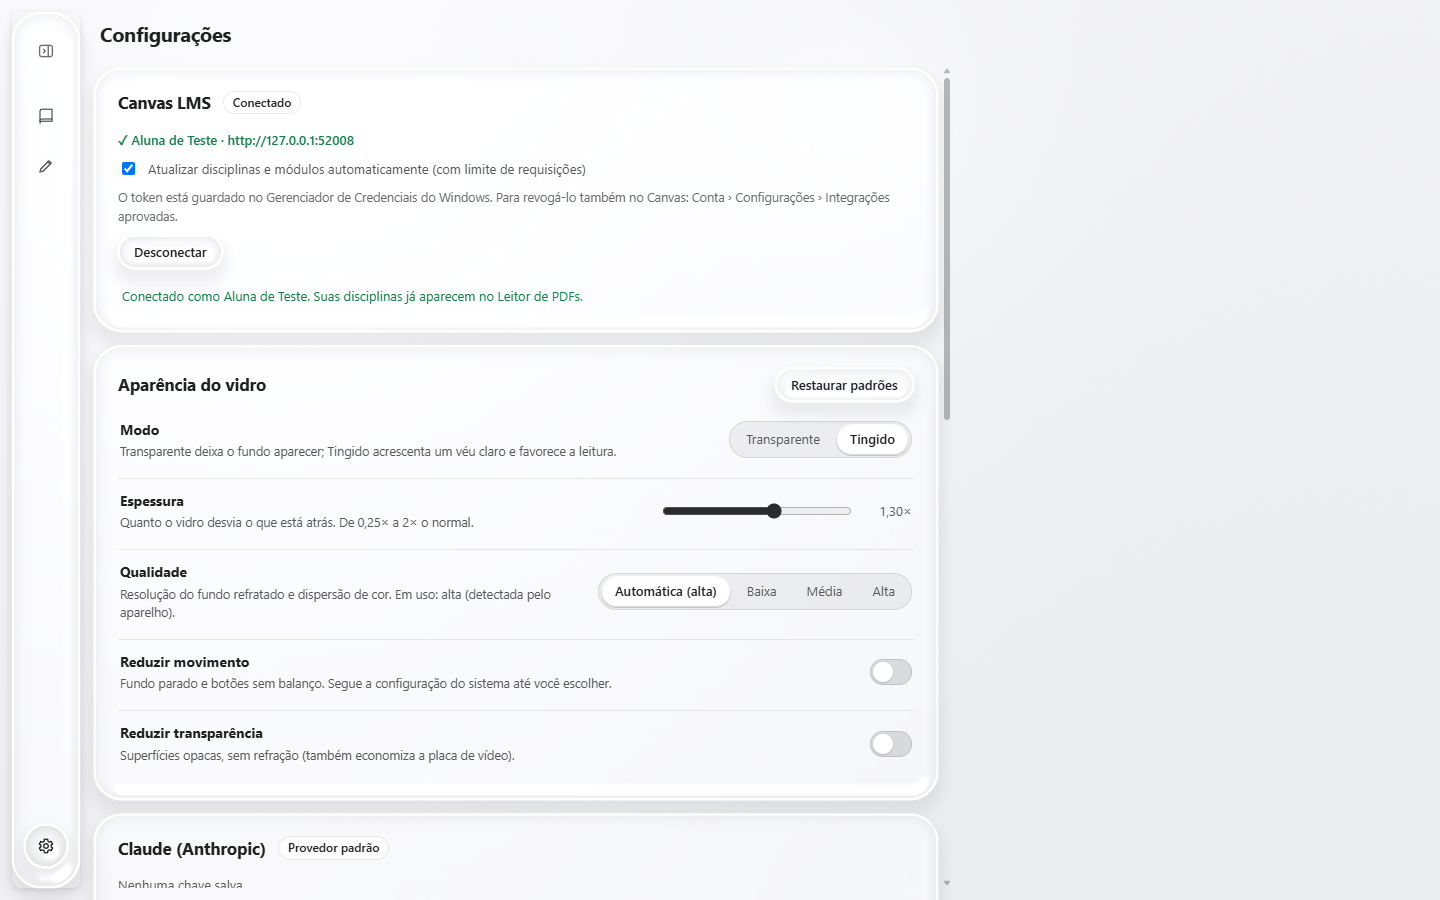 Configurações
Canvas LMS
Conectado
✓ Aluna de Teste · http://127.0.0.1:52008
Atualizar disciplinas e módulos automaticamente (com limite de requisições)
O token está guardado no Gerenciador de Credenciais do Windows. Para revogá-lo também no Canvas: Conta › Configurações › Integrações
aprovadas.
Desconectar
Conectado como Aluna de Teste. Suas disciplinas já aparecem no Leitor de PDFs.
Aparência do vidro
Restaurar padrões
Modo
Transparente deixa o fundo aparecer; Tingido acrescenta um véu claro e favorece a leitura.
Transparente
Tingido
Espessura
Quanto o vidro desvia o que está atrás. De 0,25× a 2× o normal.
1,30×
Qualidade
Resolução do fundo refratado e dispersão de cor. Em uso: alta (detectada pelo
aparelho).
Automática (alta)
Baixa
Média
Alta
Reduzir movimento
Fundo parado e botões sem balanço. Segue a configuração do sistema até você escolher.
Reduzir transparência
Superfícies opacas, sem refração (também economiza a placa de vídeo).
Claude (Anthropic)
Provedor padrão
Nenhuma chave salva